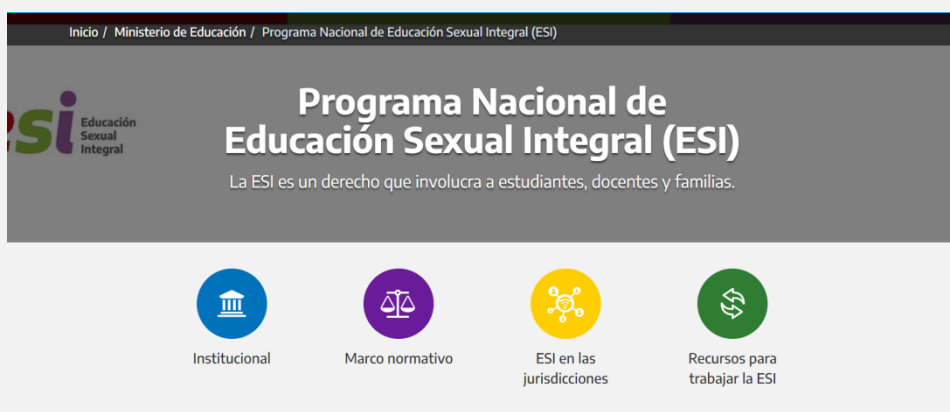 Inicio / Ministerio de Educación / Programa Nacional de Educación Sexual Integral (ESI)
esi
Educación
Sexual
Integral
Programa Nacional de
Educación Sexual Integral (ESI)
La ESI es un derecho que involucra a estudiantes, docentes y familias.
Institucional
Marco normativo
ESI en las
jurisdicciones
Recursos para
trabajar la ESI